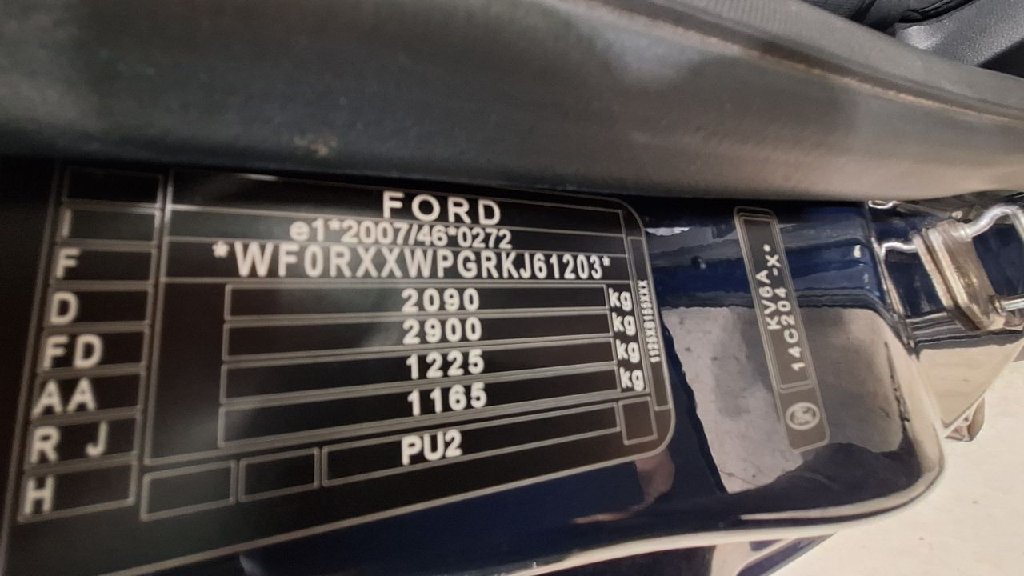 FORD
I e1*2007/46*0272
F *WF0RXXWPGRKJ61203*
D 2090 kg
FD 2900 kg
AA 1225 kg
R J 1165 kg
H PU2
KV6A
14C204 -X*